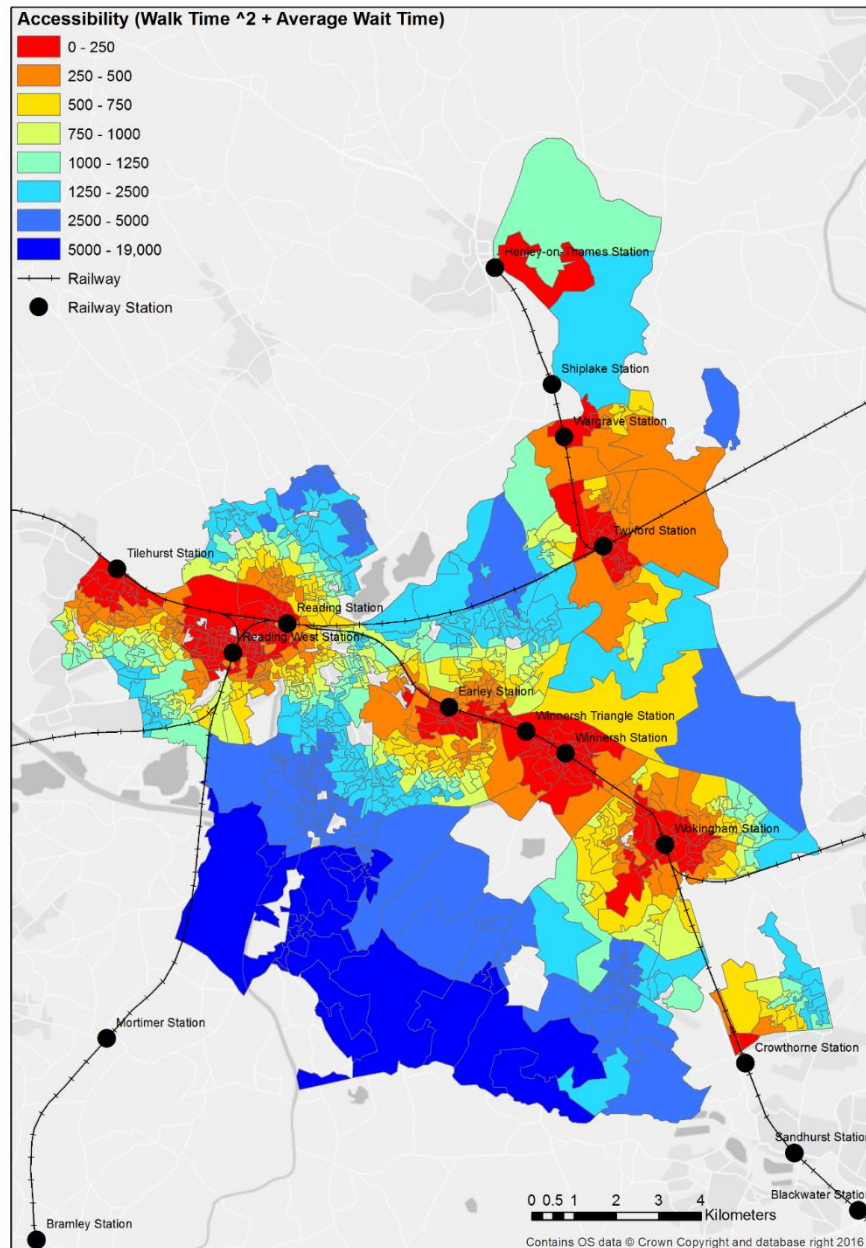 Accessibility (Walk Time ^2 + Average Wait Time)
0 - 250
250 - 500
500 - 750
750 - 1000
1000 - 1250
1250 - 2500
2500 - 5000
5000 - 19,000
Railway
Railway Station
Henley-on-Thames Station
Shiplake Station
Wargrave Station
Twyford Station
Tilehurst Station
Reading Station
Reading West Station
Earley Station
Winnersh Triangle Station
Winnersh Station
Wokingham Station
Mortimer Station
Crowthorne Station
Sandhurst Station
Blackwater Station
Bramley Station
0 0.5 1 2 3 4
Kilometers
Contains OS data © Crown Copyright and database right 2016